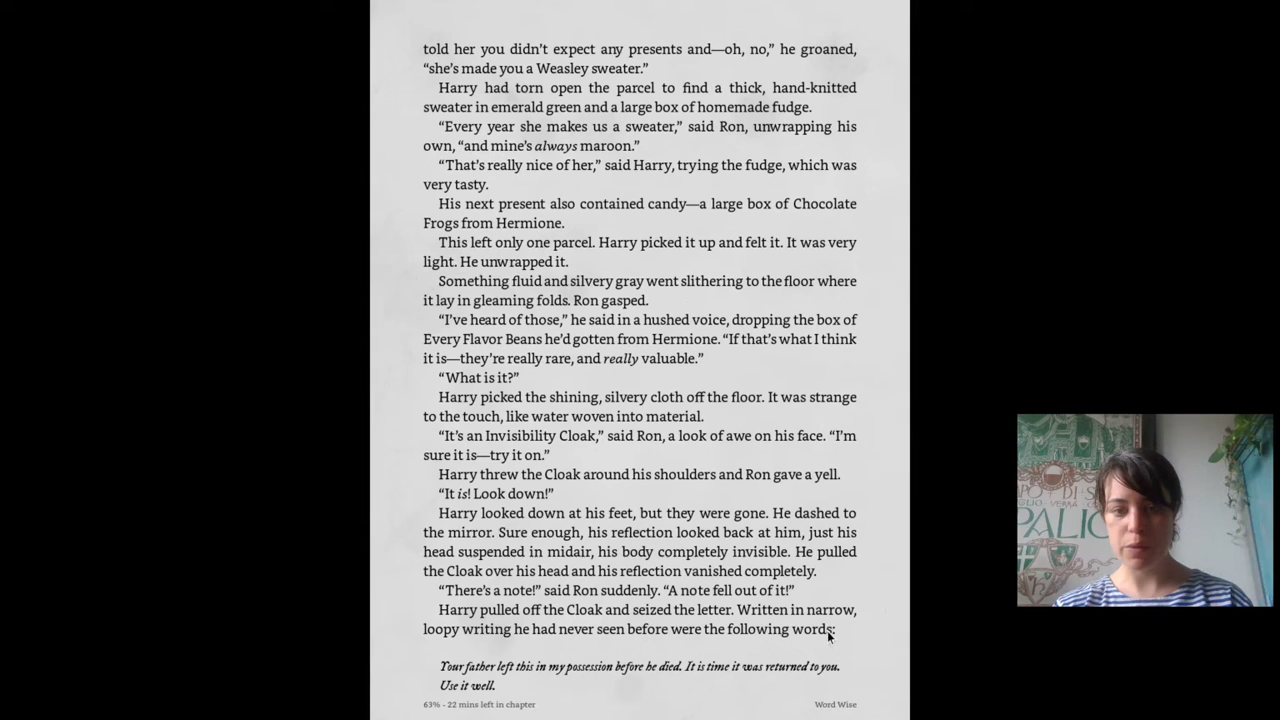 told her you didn’t expect any presents and—oh, no,” he groaned,
“she’s made you a Weasley sweater.”
Harry had torn open the parcel to find a thick, hand-knitted
sweater in emerald green and a large box of homemade fudge.
“Every year she makes us a sweater,” said Ron, unwrapping his
own, “and mine’s always maroon.”
“That’s really nice of her,” said Harry, trying the fudge, which was
very tasty.
His next present also contained candy—a large box of Chocolate
Frogs from Hermione.
This left only one parcel. Harry picked it up and felt it. It was very
light. He unwrapped it.
Something fluid and silvery gray went slithering to the floor where
it lay in gleaming folds. Ron gasped.
“I’ve heard of those,” he said in a hushed voice, dropping the box of
Every Flavor Beans he’d gotten from Hermione. “If that’s what I think
it is—they’re really rare, and really valuable.”
“What is it?”
Harry picked the shining, silvery cloth off the floor. It was strange
to the touch, like water woven into material.
“It’s an Invisibility Cloak,” said Ron, a look of awe on his face. “I’m
sure it is—try it on.”
Harry threw the Cloak around his shoulders and Ron gave a yell.
“It is! Look down!”
Harry looked down at his feet, but they were gone. He dashed to
the mirror. Sure enough, his reflection looked back at him, just his
head suspended in midair, his body completely invisible. He pulled
the Cloak over his head and his reflection vanished completely.
“There’s a note!” said Ron suddenly. “A note fell out of it!”
Harry pulled off the Cloak and seized the letter. Written in narrow,
loopy writing he had never seen before were the following words:
Your father left this in my possession before he died. It is time it was returned to you.
Use it well.
63% - 22 mins left in chapter
Word Wise
PALIO